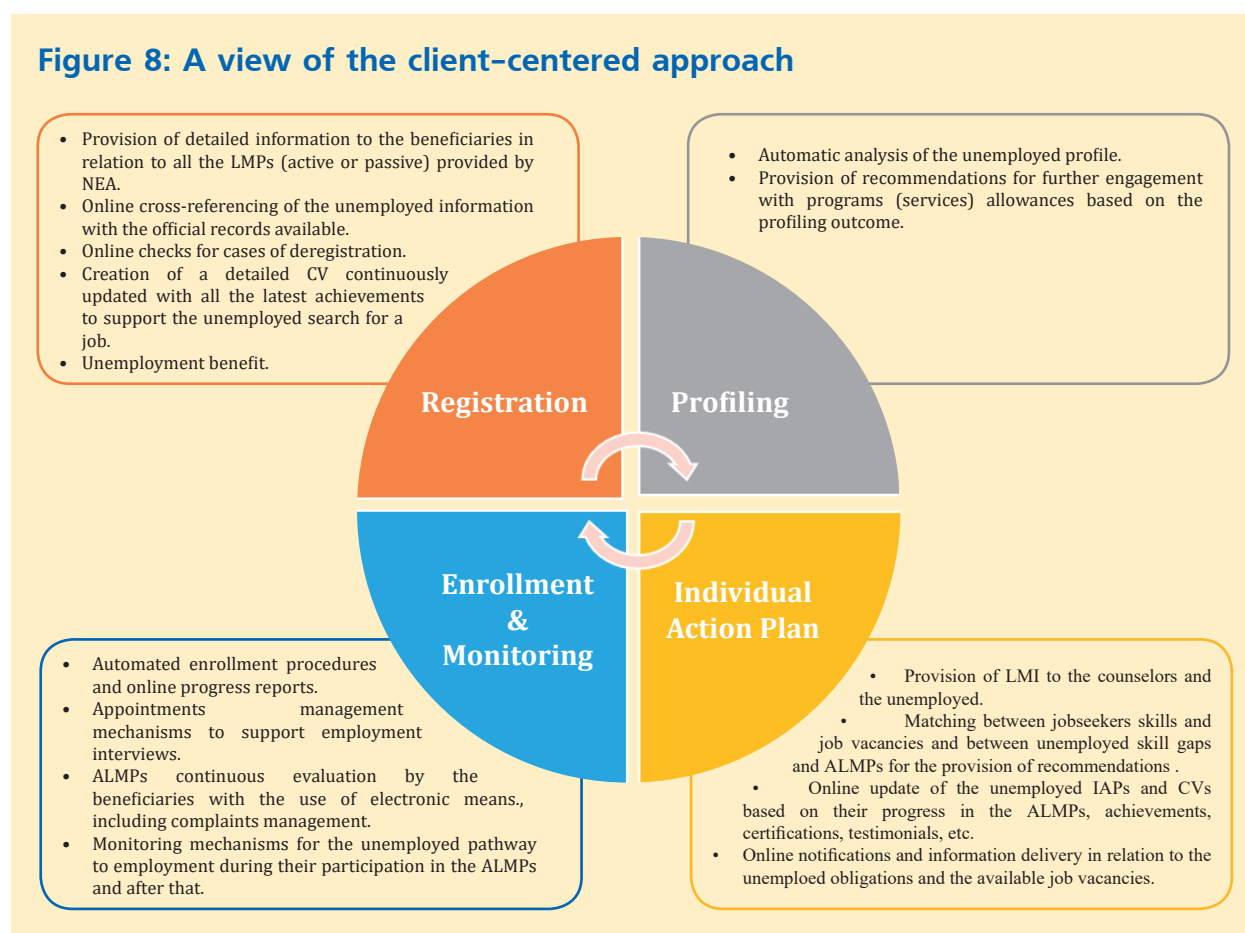 Figure 8: A view of the client–centered approach
• Provision of detailed information to the beneficiaries in
relation to all the LMPs (active or passive) provided by
NEA.
• Online cross-referencing of the unemployed information
with the official records available.
• Online checks for cases of deregistration.
• Creation of a detailed CV continuously
updated with all the latest achievements
to support the unemployed search for a
job.
• Unemployment benefit.
• Automatic analysis of the unemployed profile.
• Provision of recommendations for further engagement
with programs (services) allowances based on the
profiling outcome.
Registration
Profiling
Enrollment
&
Monitoring
Individual
Action Plan
• Automated enrollment procedures
and online progress reports.
• Appointments management
mechanisms to support employment
interviews.
• ALMPs continuous evaluation by the
beneficiaries with the use of electronic means.,
including complaints management.
• Monitoring mechanisms for the unemployed pathway
to employment during their participation in the ALMPs
and after that.
• Provision of LMI to the counselors and
the unemployed.
• Matching between jobseekers skills and
job vacancies and between unemployed skill gaps
and ALMPs for the provision of recommendations .
• Online update of the unemployed IAPs and CVs
based on their progress in the ALMPs, achievements,
certifications, testimonials, etc.
• Online notifications and information delivery in relation to the
unemploed obligations and the available job vacancies.